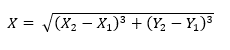 X = √(X₂ − X₁)³ + (Y₂ − Y₁)³